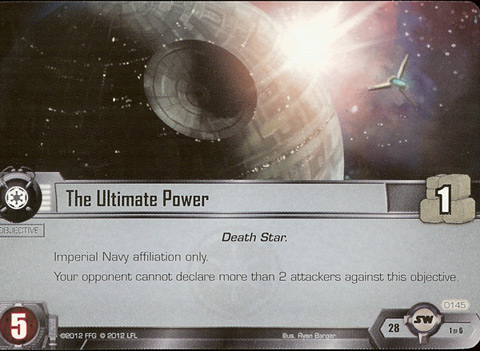 The Ultimate Power
1
OBJECTIVE
Death Star.
Imperial Navy affiliation only.
Your opponent cannot declare more than 2 attackers against this objective.
0145
5
©2012 FFG © 2012 LFL
Illus. Ryan Barger
28
SW
1 of 6